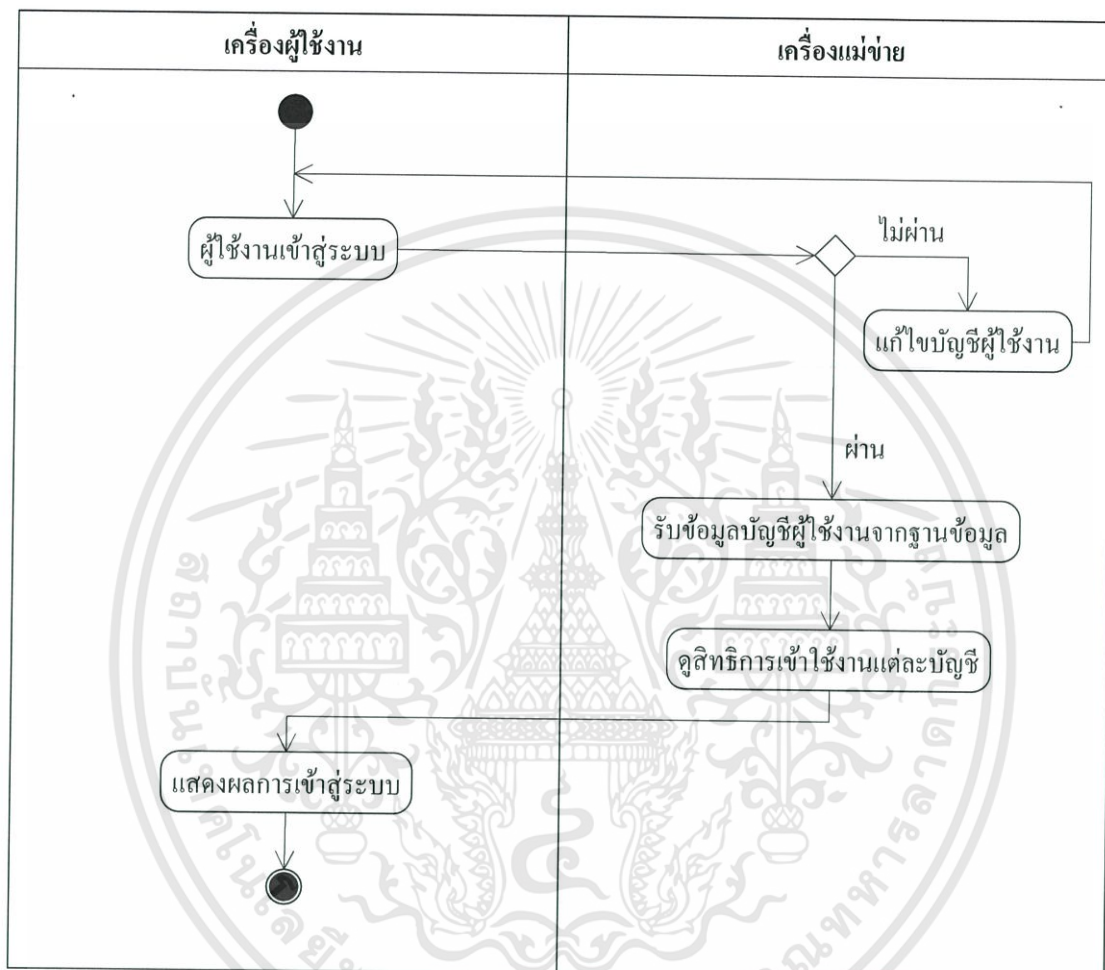 เครื่องผู้ใช้งาน
เครื่องแม่ข่าย
ผู้ใช้งานเข้าสู่ระบบ
ไม่ผ่าน
แก้ไขบัญชีผู้ใช้งาน
ผ่าน
รับข้อมูลบัญชีผู้ใช้งานจากฐานข้อมูล
ดูสิทธิการเข้าใช้งานแต่ละบัญชี
แสดงผลการเข้าสู่ระบบ